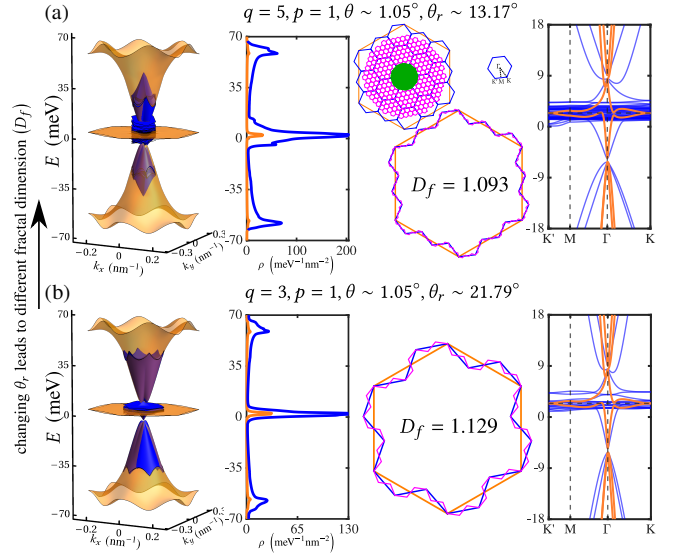 (a)
q = 5, p = 1, θ ~ 1.05°, θr ~ 13.17°
changing θr leads to different fractal dimension (Df)
E (meV)
70
35
0
−35
−70
−0.2
0
0.2
kx (nm⁻¹)
−0.3
0
0.3
ky (nm⁻¹)
70
35
0
35
70
0
100
200
ρ (meV⁻¹nm⁻²)
Γ
K' M K
Df = 1.093
18
9
0
-9
-18
K'
M
Γ
K
(b)
q = 3, p = 1, θ ~ 1.05°, θr ~ 21.79°
E (meV)
70
35
0
−35
−70
−0.2
0
0.2
kx (nm⁻¹)
−0.3
0
0.3
ky (nm⁻¹)
70
35
0
35
70
0
65
130
ρ (meV⁻¹nm⁻²)
Df = 1.129
18
9
0
-9
-18
K'
M
Γ
K